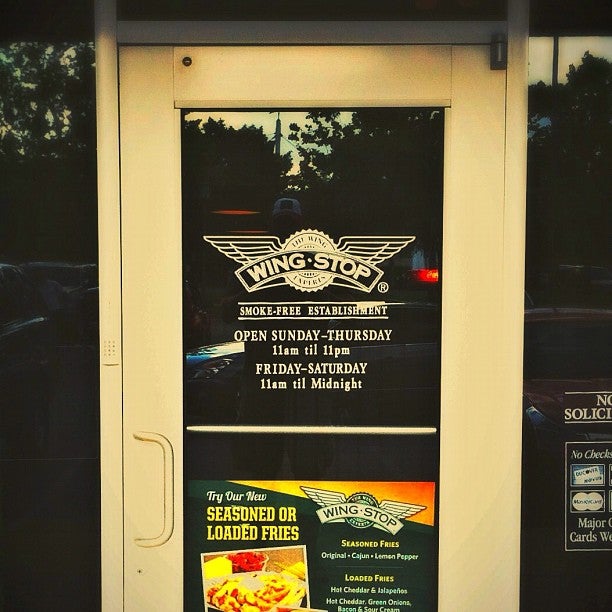 THE WING
WING·STOP
EXPERTS
®
SMOKE-FREE ESTABLISHMENT
OPEN SUNDAY–THURSDAY
11am til 11pm
FRIDAY–SATURDAY
11am til Midnight
Try Our New
SEASONED OR
LOADED FRIES
THE WING
WING·STOP
EXPERTS
SEASONED FRIES
Original • Cajun • Lemon Pepper
LOADED FRIES
Hot Cheddar & Jalapeños
Hot Cheddar, Green Onions,
Bacon & Sour Cream
NO
SOLICI
No Checks
DISCOVER
MasterCard
Major C
Cards We